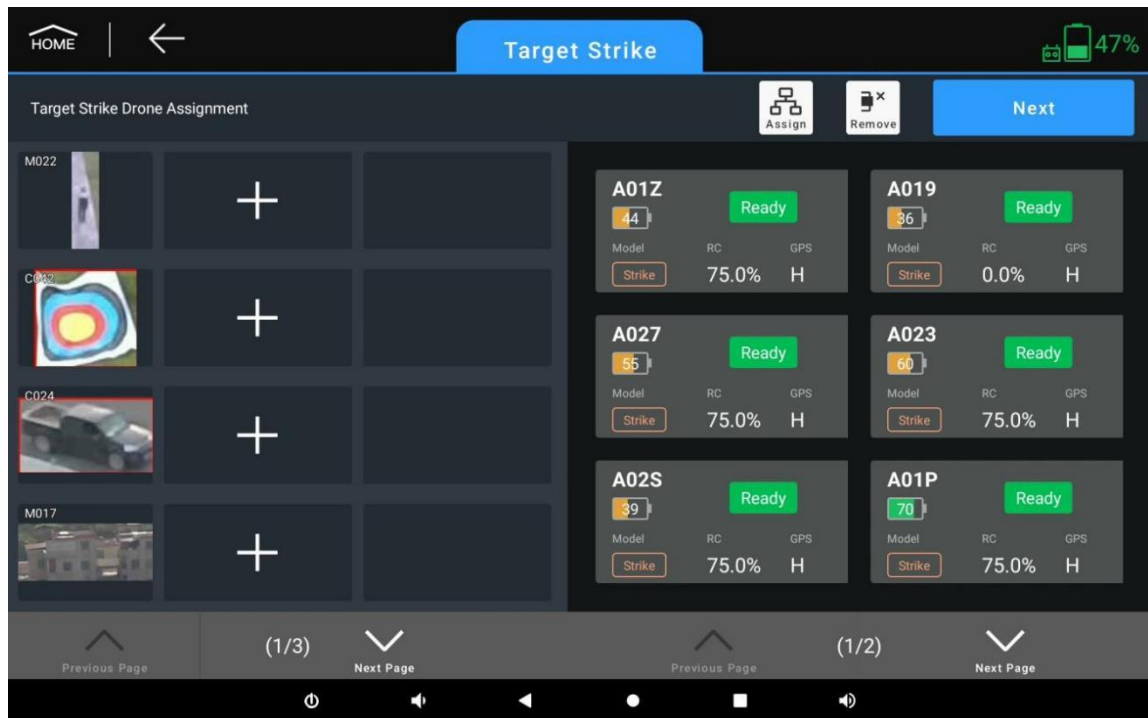 HOME
Target Strike
47%
Target Strike Drone Assignment
Assign
Remove
Next
M022
C042
C024
M017
A01Z
Ready
44
Model RC GPS
Strike 75.0% H
A019
Ready
36
Model RC GPS
Strike 0.0% H
A027
Ready
55
Model RC GPS
Strike 75.0% H
A023
Ready
60
Model RC GPS
Strike 75.0% H
A02S
Ready
39
Model RC GPS
Strike 75.0% H
A01P
Ready
70
Model RC GPS
Strike 75.0% H
Previous Page
(1/3)
Next Page
Previous Page
(1/2)
Next Page